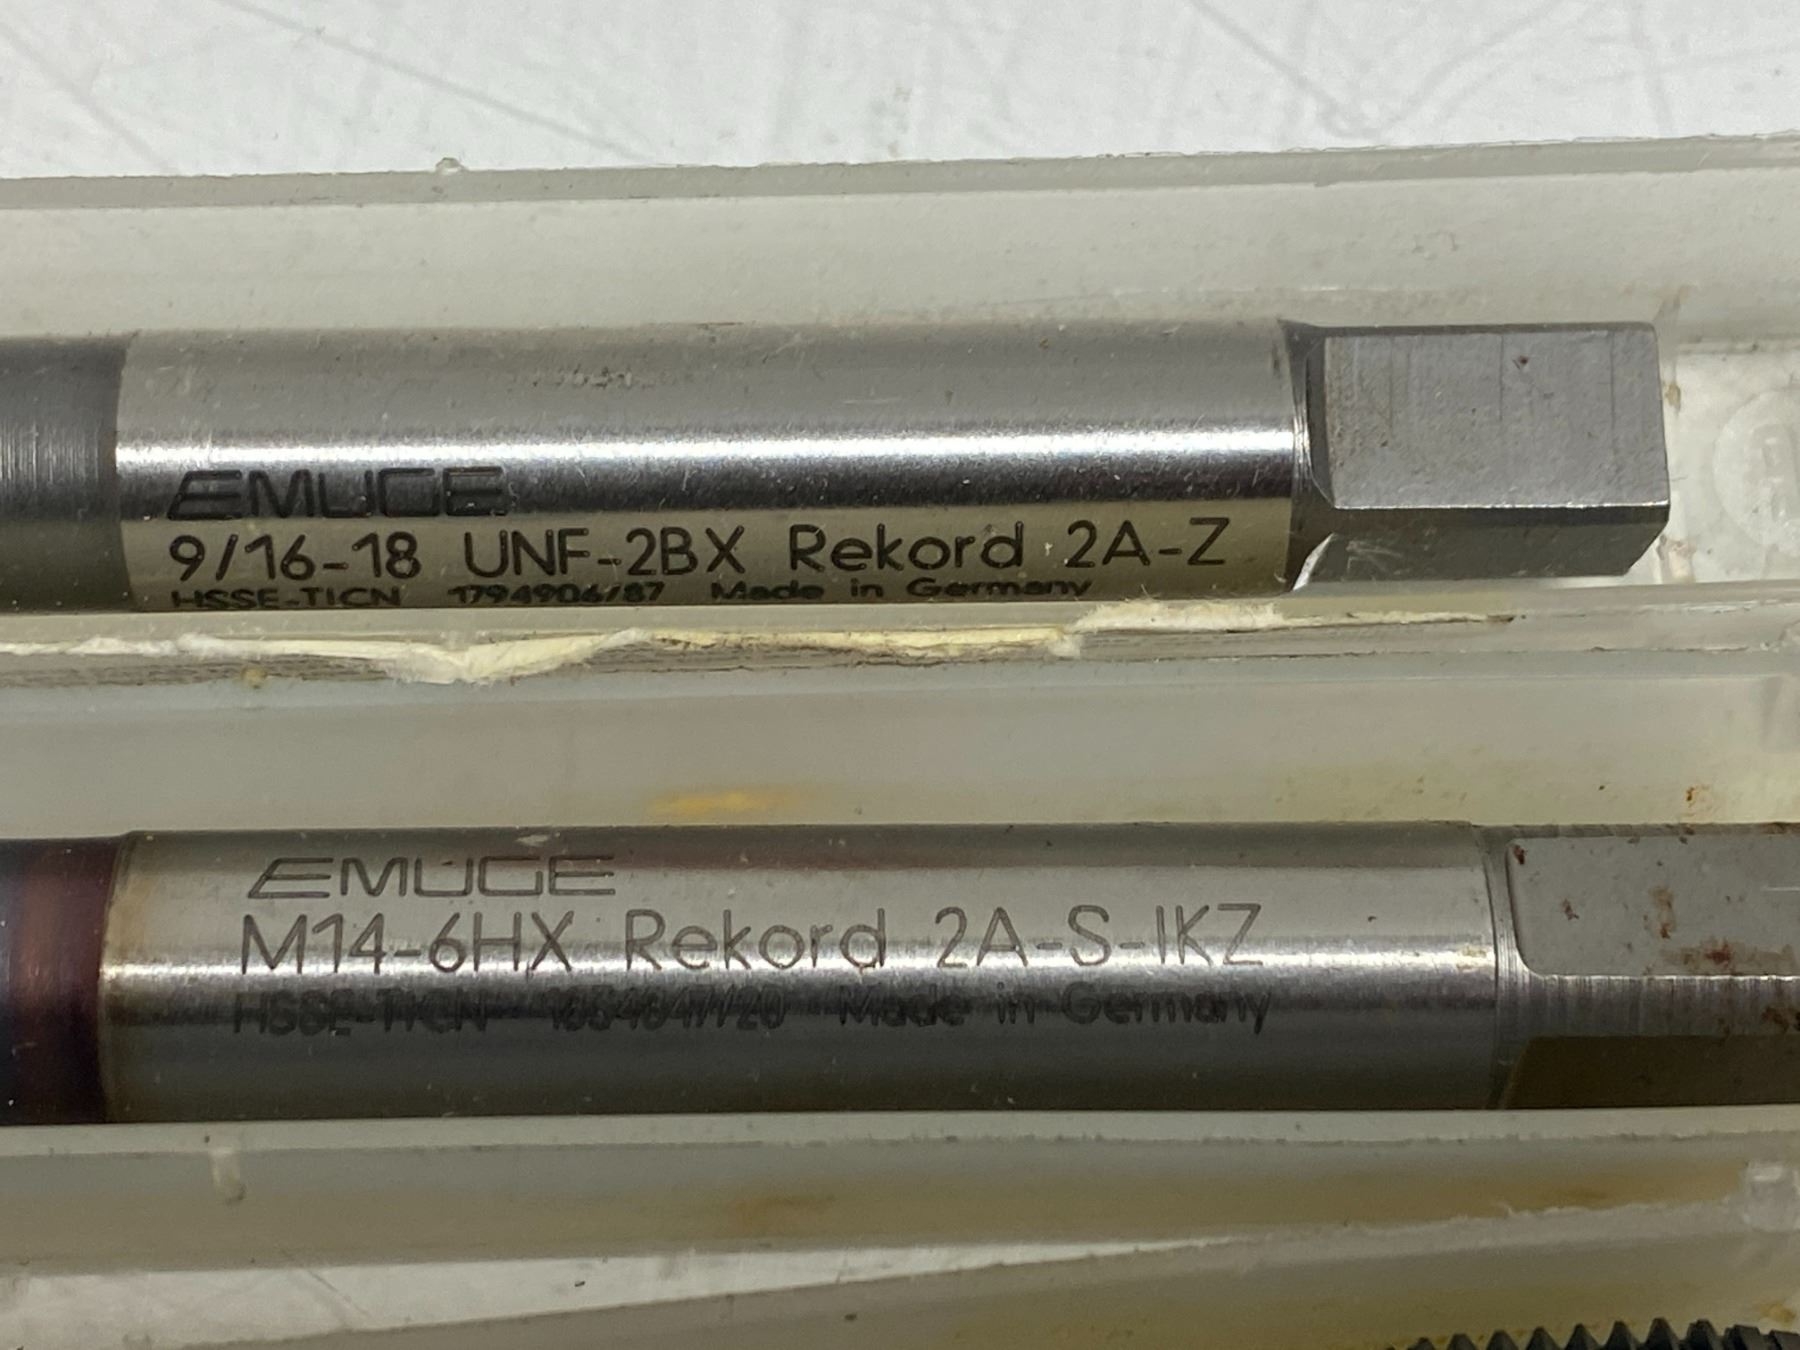 EMUGE
9/16-18 UNF-2BX Rekord 2A-Z
HSSE-TICN 1794906/87 Made in Germany
EMUGE
M14-6HX Rekord 2A-S-IKZ
HSSE-TICN Made in Germany